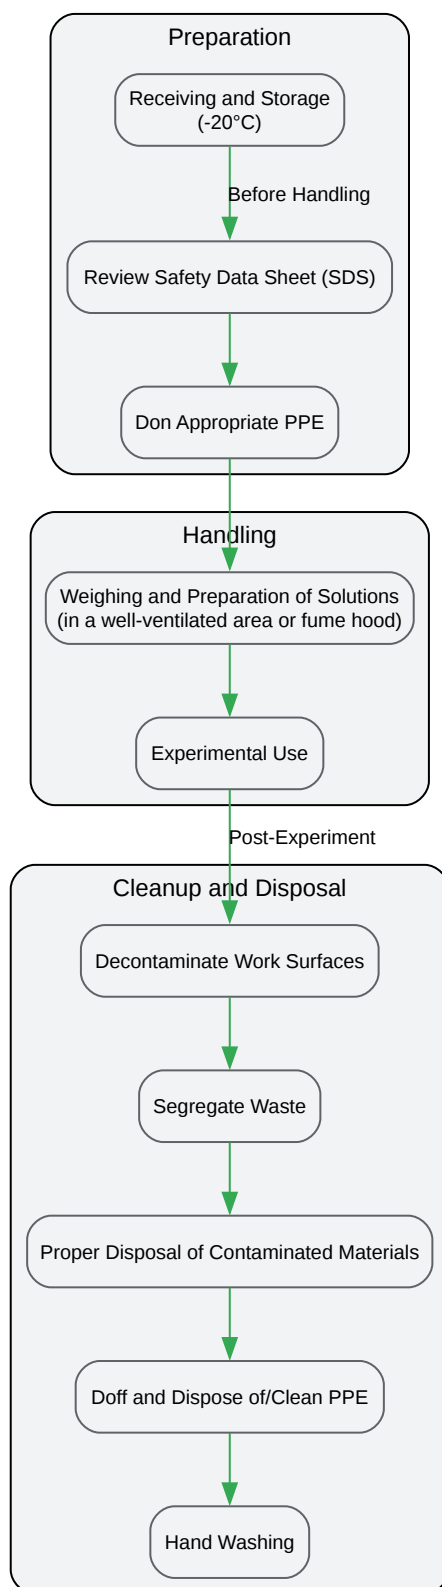 Preparation
Receiving and Storage
(-20°C)
Before Handling
Review Safety Data Sheet (SDS)
Don Appropriate PPE
Handling
Weighing and Preparation of Solutions
(in a well-ventilated area or fume hood)
Experimental Use
Post-Experiment
Cleanup and Disposal
Decontaminate Work Surfaces
Segregate Waste
Proper Disposal of Contaminated Materials
Doff and Dispose of/Clean PPE
Hand Washing